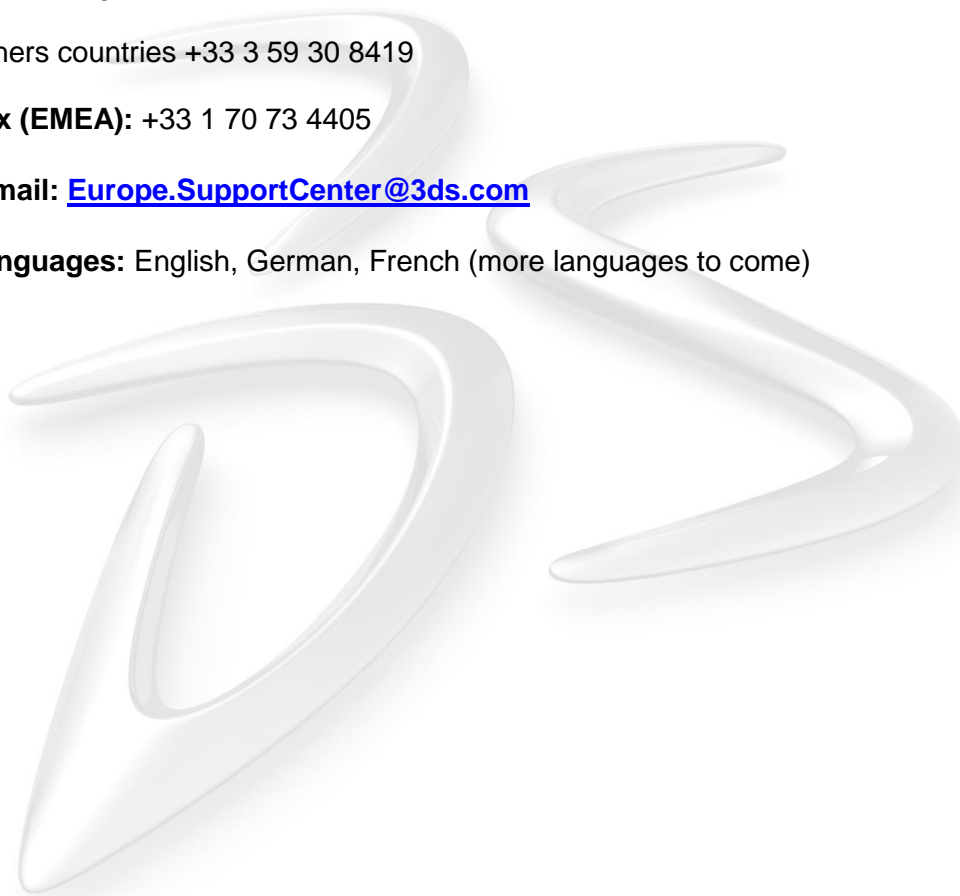 ners countries +33 3 59 30 8419
x (EMEA): +33 1 70 73 4405
mail: Europe.SupportCenter@3ds.com
nguages: English, German, French (more languages to come)